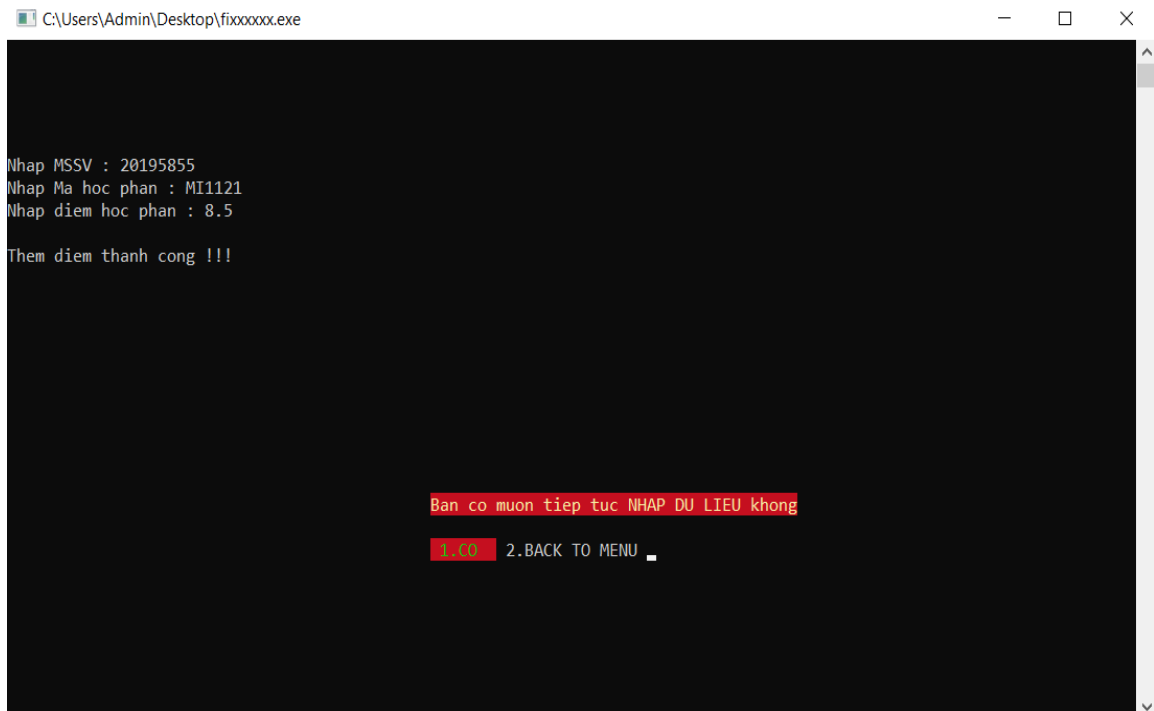 C:\Users\Admin\Desktop\fixxxxxx.exe
Nhap MSSV : 20195855
Nhap Ma hoc phan : MI1121
Nhap diem hoc phan : 8.5
Them diem thanh cong !!!
Ban co muon tiep tuc NHAP DU LIEU khong
1.CO 2.BACK TO MENU